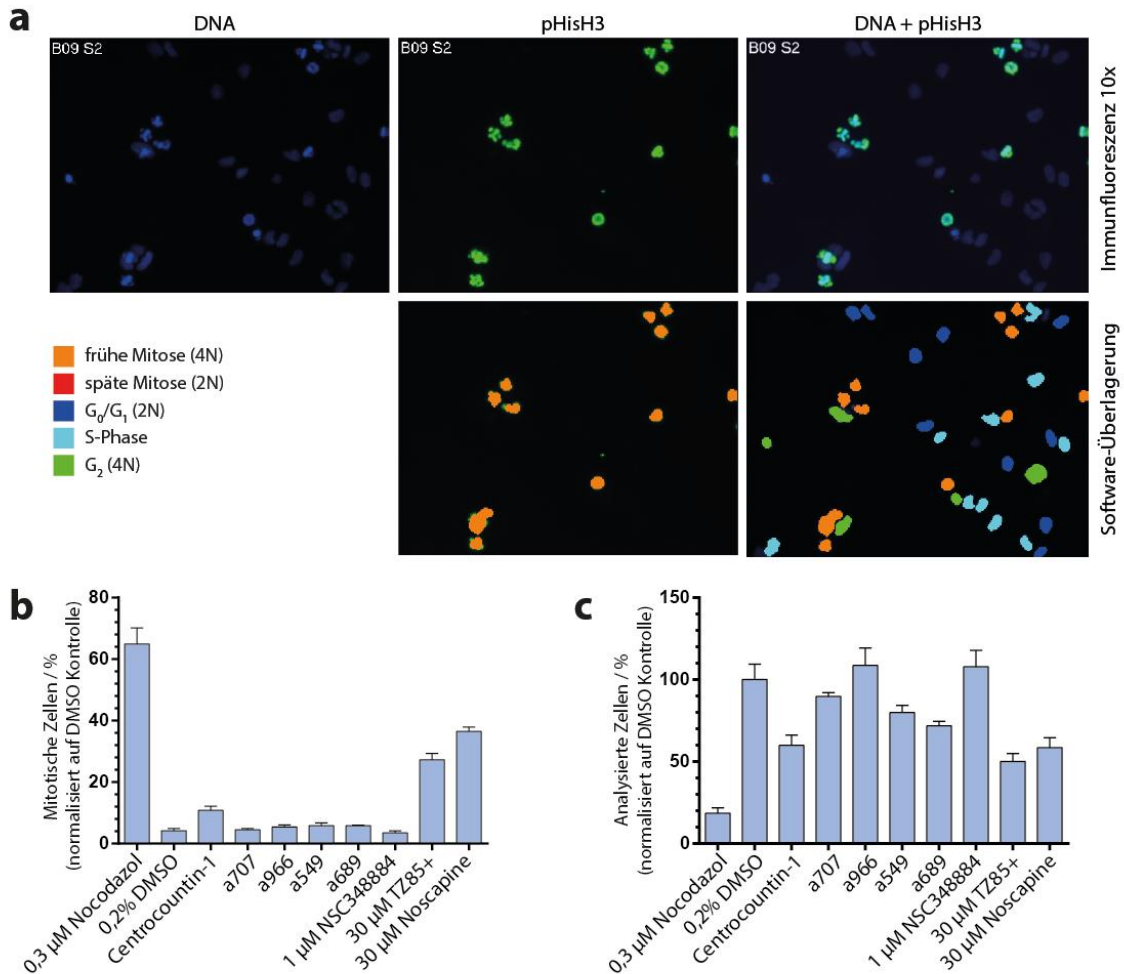 a
DNA
pHisH3
DNA + pHisH3
B09 S2
B09 S2
B09 S2
Immunfluoreszenz 10x
frühe Mitose (4N)
späte Mitose (2N)
G₀/G₁ (2N)
S-Phase
G₂ (4N)
Software-Überlagerung
b
Mitotische Zellen / %
(normalisiert auf DMSO Kontrolle)
80
60
40
20
0
0,3 µM Nocodazol
0,2% DMSO
Centrocountin-1
a707
a966
a549
a689
1 µM NSC348884
30 µM TZ85+
30 µM Noscapine
c
Analysierte Zellen / %
(normalisiert auf DMSO Kontrolle)
150
100
50
0
0,3 µM Nocodazol
0,2% DMSO
Centrocountin-1
a707
a966
a549
a689
1 µM NSC348884
30 µM TZ85+
30 µM Noscapine